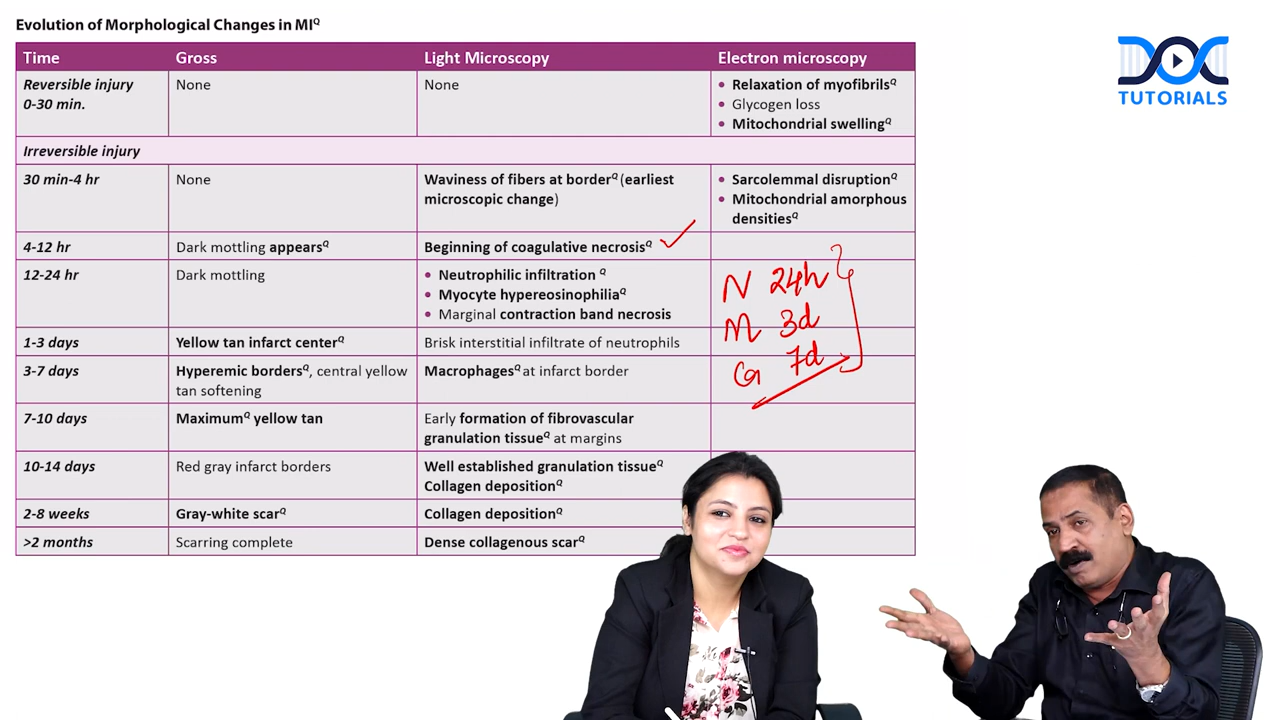 Evolution of Morphological Changes in MIQ
Time Gross Light Microscopy Electron microscopy
Reversible injury
0-30 min.
None
None
• Relaxation of myofibrilsQ
• Glycogen loss
• Mitochondrial swellingQ
Irreversible injury
30 min-4 hr
None
Waviness of fibers at borderQ (earliest
microscopic change)
• Sarcolemmal disruptionQ
• Mitochondrial amorphous
densitiesQ
4-12 hr
Dark mottling appearsQ
Beginning of coagulative necrosisQ
12-24 hr
Dark mottling
• Neutrophilic infiltration Q
• Myocyte hypereosinophiliaQ
• Marginal contraction band necrosis
N 24h
M 3d
G 7d
1-3 days
Yellow tan infarct centerQ
Brisk interstitial infiltrate of neutrophils
3-7 days
Hyperemic bordersQ, central yellow
tan softening
MacrophagesQ at infarct border
7-10 days
MaximumQ yellow tan
Early formation of fibrovascular
granulation tissueQ at margins
10-14 days
Red gray infarct borders
Well established granulation tissueQ
Collagen depositionQ
2-8 weeks
Gray-white scarQ
Collagen depositionQ
>2 months
Scarring complete
Dense collagenous scarQ
DOC
TUTORIALS